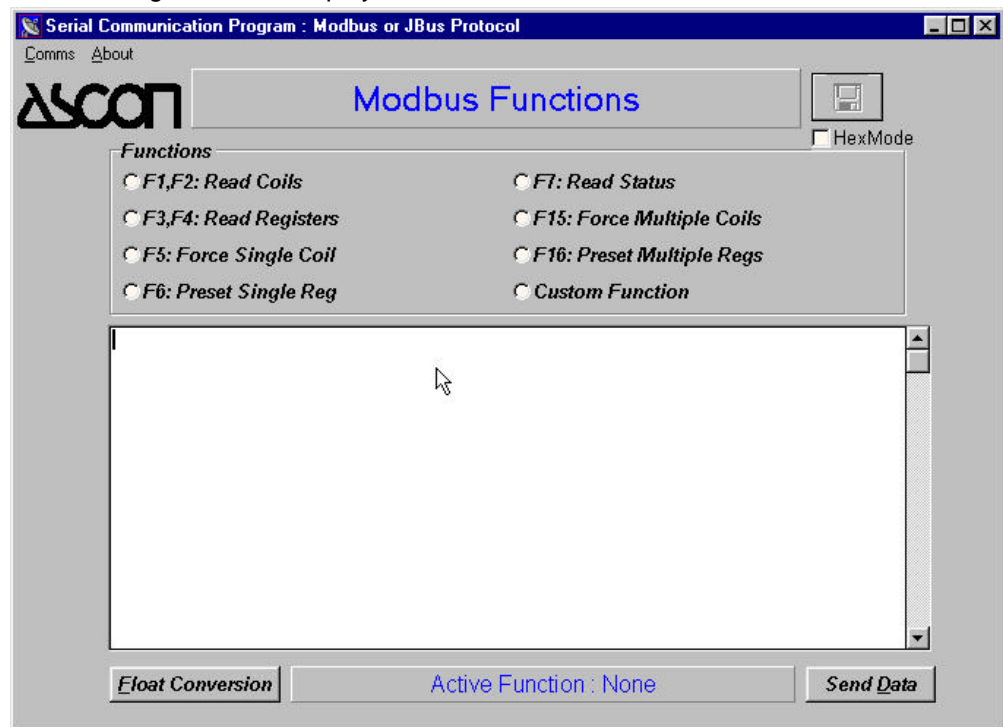 Serial Communication Program : Modbus or JBus Protocol
Comms About
ASCON
Modbus Functions
HexMode
Functions
F1,F2: Read Coils
F7: Read Status
F3,F4: Read Registers
F15: Force Multiple Coils
F5: Force Single Coil
F16: Preset Multiple Regs
F6: Preset Single Reg
Custom Function
Float Conversion
Active Function : None
Send Data